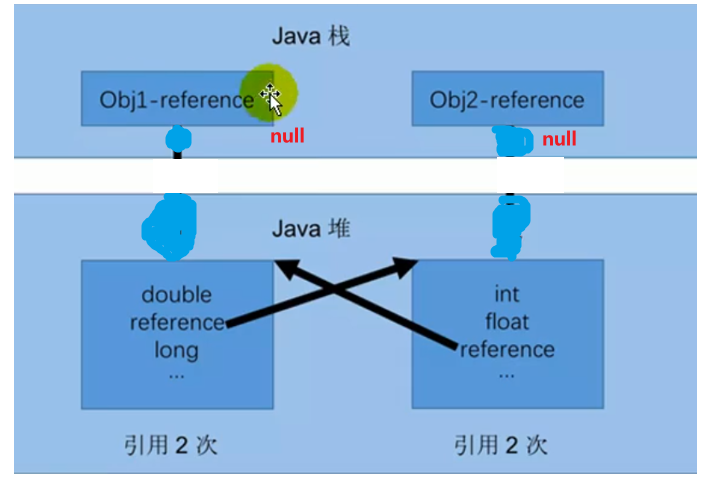 Java 栈
Obj1-reference
Obj2-reference
null
null
Java 堆
double
reference
long
...
int
float
reference
...
引用 2 次
引用 2 次